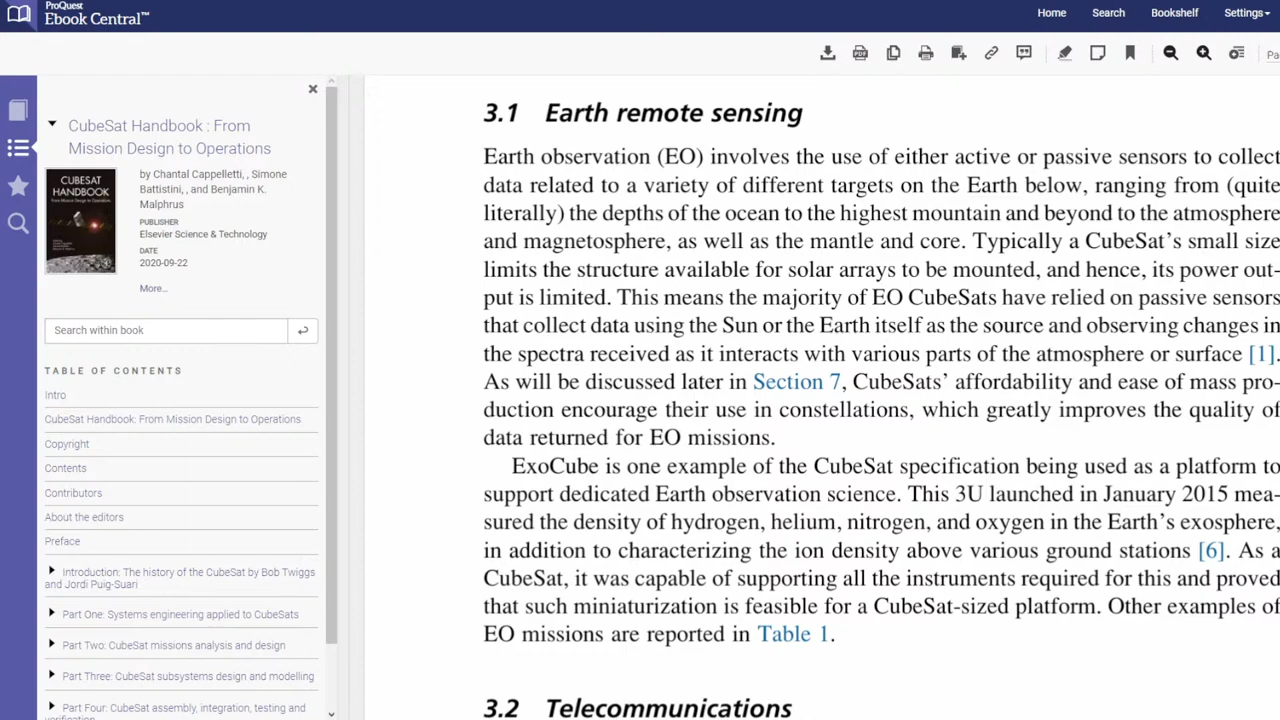 ProQuest
Ebook Central™
Home
Search
Bookshelf
Settings
CubeSat Handbook : From
Mission Design to Operations
CUBESAT
HANDBOOK
From Mission Design to Operations
by Chantal Cappelletti, , Simone
Battistini, , and Benjamin K.
Malphrus
PUBLISHER
Elsevier Science & Technology
DATE
2020-09-22
More...
Search within book
TABLE OF CONTENTS
Intro
CubeSat Handbook: From Mission Design to Operations
Copyright
Contents
Contributors
About the editors
Preface
Introduction: The history of the CubeSat by Bob Twiggs
and Jordi Puig-Suari
Part One: Systems engineering applied to CubeSats
Part Two: CubeSat missions analysis and design
Part Three: CubeSat subsystems design and modelling
Part Four: CubeSat assembly, integration, testing and
verification
PDF
Pa
3.1 Earth remote sensing
Earth observation (EO) involves the use of either active or passive sensors to collect
data related to a variety of different targets on the Earth below, ranging from (quite
literally) the depths of the ocean to the highest mountain and beyond to the atmosphere
and magnetosphere, as well as the mantle and core. Typically a CubeSat's small size
limits the structure available for solar arrays to be mounted, and hence, its power out-
put is limited. This means the majority of EO CubeSats have relied on passive sensors
that collect data using the Sun or the Earth itself as the source and observing changes in
the spectra received as it interacts with various parts of the atmosphere or surface [1].
As will be discussed later in Section 7, CubeSats' affordability and ease of mass pro-
duction encourage their use in constellations, which greatly improves the quality of
data returned for EO missions.
ExoCube is one example of the CubeSat specification being used as a platform to
support dedicated Earth observation science. This 3U launched in January 2015 mea-
sured the density of hydrogen, helium, nitrogen, and oxygen in the Earth's exosphere,
in addition to characterizing the ion density above various ground stations [6]. As a
CubeSat, it was capable of supporting all the instruments required for this and proved
that such miniaturization is feasible for a CubeSat-sized platform. Other examples of
EO missions are reported in Table 1.
3.2 Telecommunications